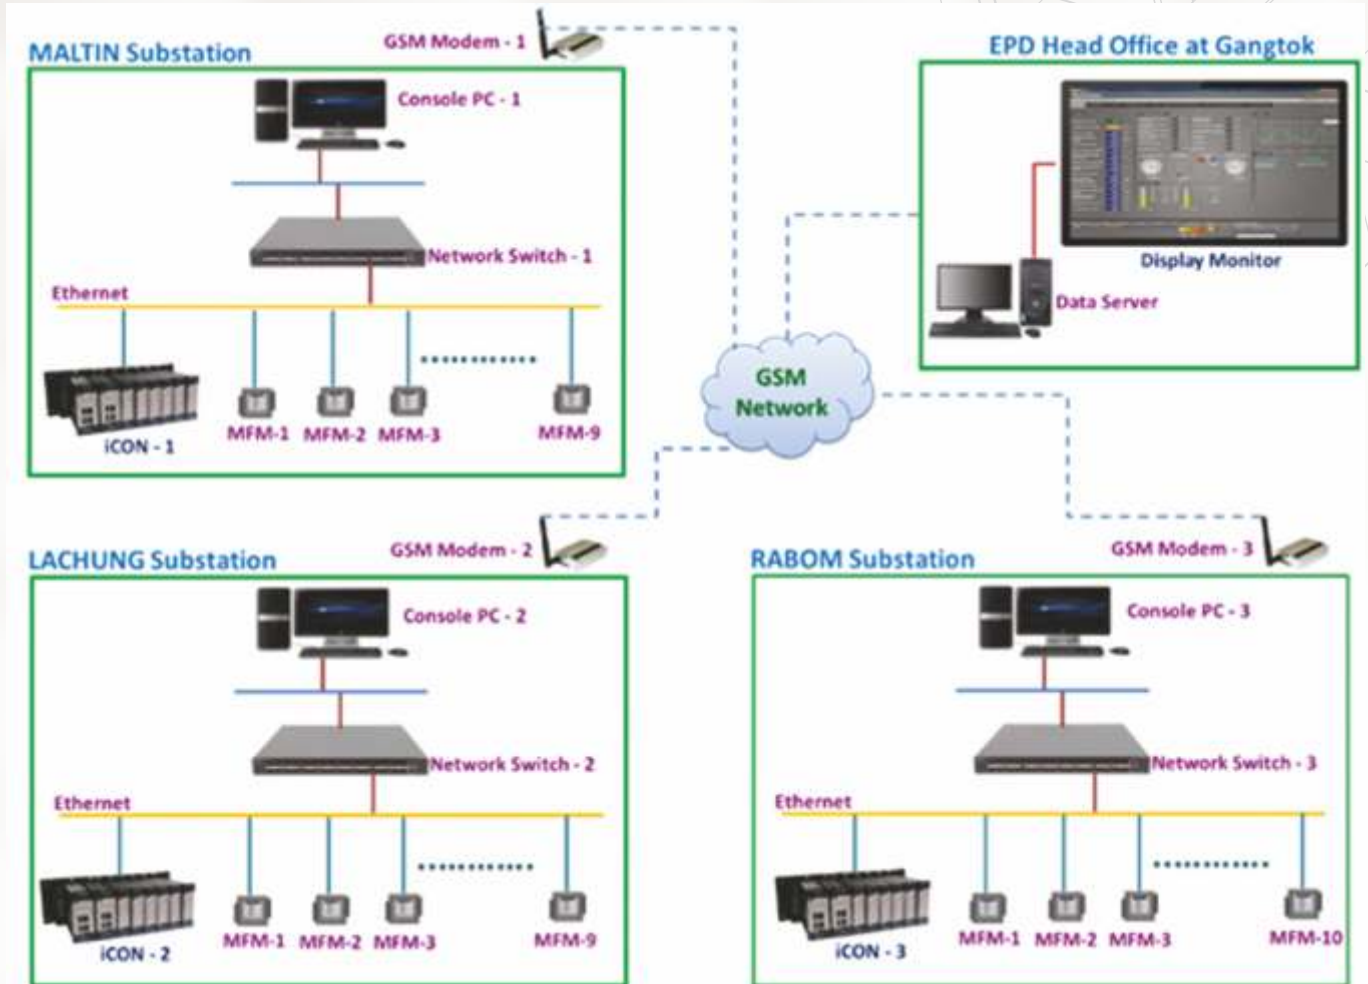 MALTIN Substation
GSM Modem - 1
Console PC - 1
Network Switch - 1
Ethernet
iCON - 1
MFM-1
MFM-2
MFM-3
MFM-9
EPD Head Office at Gangtok
Display Monitor
Data Server
GSM
Network
LACHUNG Substation
GSM Modem - 2
Console PC - 2
Network Switch - 2
Ethernet
iCON - 2
MFM-1
MFM-2
MFM-3
MFM-9
RABOM Substation
GSM Modem - 3
Console PC - 3
Network Switch - 3
Ethernet
iCON - 3
MFM-1
MFM-2
MFM-3
MFM-10